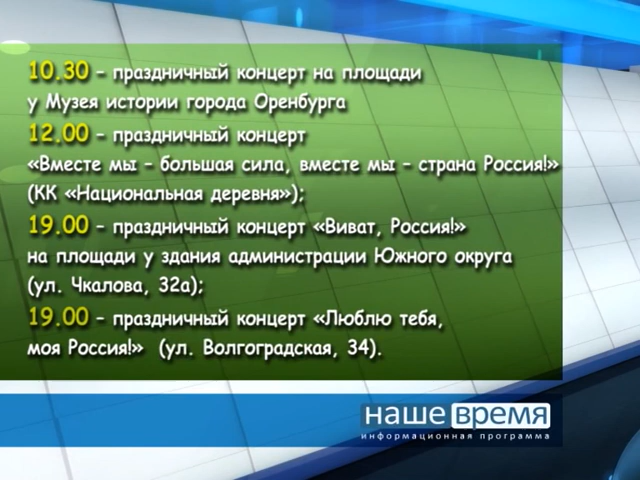 10.30 – праздничный концерт на площади
у Музея истории города Оренбурга
12.00 – праздничный концерт
«Вместе мы – большая сила, вместе мы – страна Россия!»
(КК «Национальная деревня»);
19.00 – праздничный концерт «Виват, Россия!»
на площади у здания администрации Южного округа
(ул. Чкалова, 32а);
19.00 – праздничный концерт «Люблю тебя,
моя Россия!» (ул. Волгоградская, 34).
наше время
информационная программа